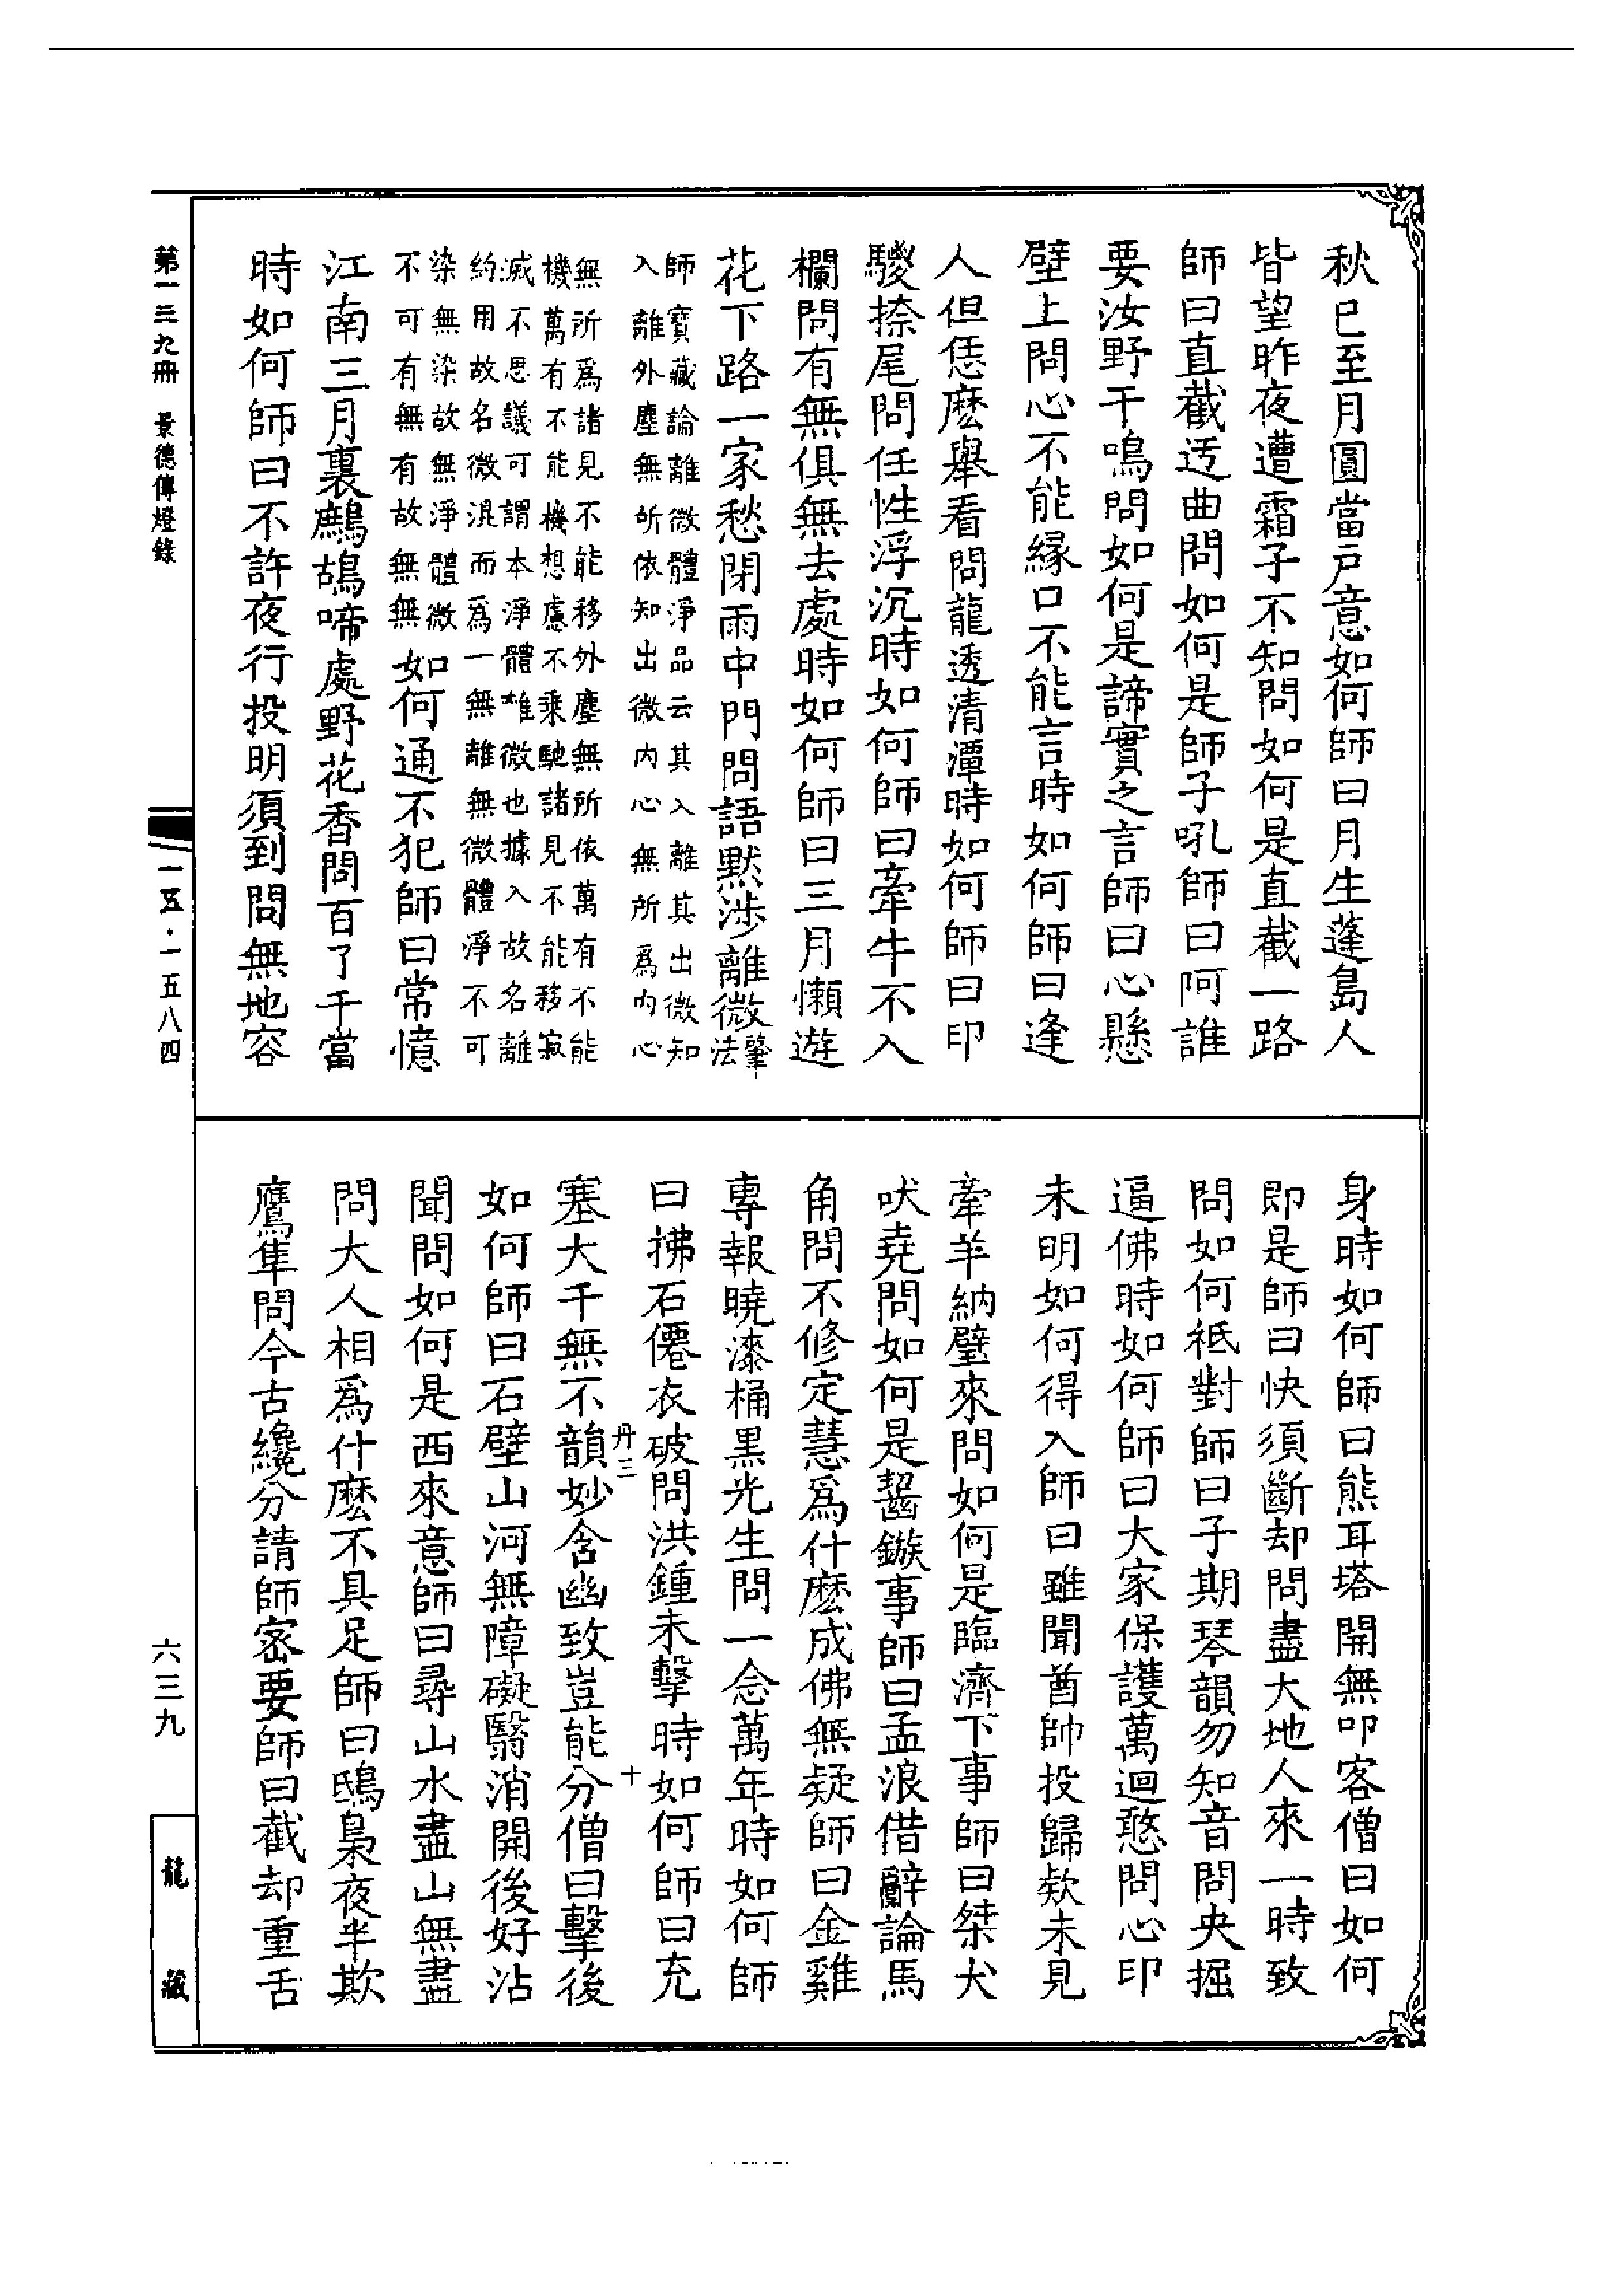 秋巳至月圓當戸意如何師曰月生蓬島人
皆望昨夜遭霜子不知問如何是直截一路
師曰直截迃曲問如何是師子吼師曰阿誰
要汝野干鳴問如何是諦實之言師曰心懸
壁上問心不能緣口不能言時如何師曰逢
人但恁麽舉看問龍透清潭時如何師曰印
騣捺尾問任性浮沉時如何師曰牽牛不入
欄問有無俱無去處時如何師曰三月懶遊
花下路一家愁閉雨中門問語默涉離微肇法
師寶藏論離微體淨品云其入離其出微知
入離外塵無所依知出微内心無所爲内心
無所爲諸見不能移外塵無所依萬有不能
機萬有不能機想慮不乘馳諸見不能移寂
滅不思議可謂本淨體離微也據入故名離
約用故名微混而爲一無離無微體淨不可
染無染故無淨體微
不可有無有故無無如何通不犯師曰常憶
江南三月裏鷓鴣啼處野花香問百了千當
時如何師曰不許夜行投明須到問無地容
身時如何師曰熊耳塔開無叩客僧曰如何
即是師曰快須斷却問盡大地人來一時致
問如何祇對師曰子期琴韻勿知音問央掘
逼佛時如何師曰大家保護萬迴憨問心印
未明如何得入師曰雖聞酋帥投歸欵未見
牽羊納璧來問如何是臨濟下事師曰桀犬
吠堯問如何是齧鏃事師曰孟浪借辭論馬
角問不修定慧爲什麽成佛無疑師曰金雞
專報曉漆桶黑光生問一念萬年時如何師
曰拂石僊衣破問洪鍾未擊時如何師曰充
丹三
十
塞大千無不韻妙含幽致豈能分僧曰擊後
如何師曰石壁山河無障礙翳消開後好沾
聞問如何是西來意師曰尋山水盡山無盡
問大人相爲什麽不具足師曰鴟梟夜半欺
鷹隼問今古纔分請師密要師曰截却重舌
第一三九冊 景德傳燈錄
一五·一五八四
六三九
龍藏